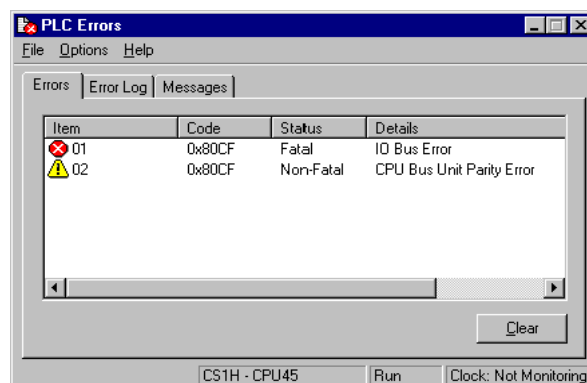 PLC Errors
File Options Help
Errors Error Log Messages
Item Code Status Details
01 0x80CF Fatal IO Bus Error
02 0x80CF Non-Fatal CPU Bus Unit Parity Error
Clear
CS1H - CPU45 Run Clock: Not Monitoring